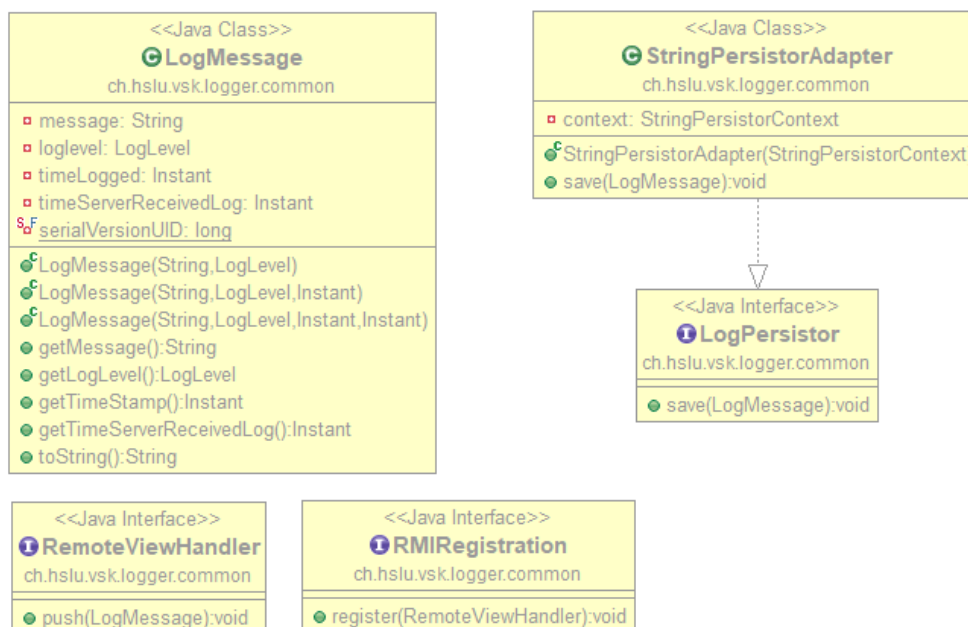 <<Java Class>>
LogMessage
ch.hslu.vsk.logger.common
message: String
loglevel: LogLevel
timeLogged: Instant
timeServerReceivedLog: Instant
serialVersionUID: long
LogMessage(String,LogLevel)
LogMessage(String,LogLevel,Instant)
LogMessage(String,LogLevel,Instant,Instant)
getMessage():String
getLogLevel():LogLevel
getTimeStamp():Instant
getTimeServerReceivedLog():Instant
toString():String
<<Java Class>>
StringPersistorAdapter
ch.hslu.vsk.logger.common
context: StringPersistorContext
StringPersistorAdapter(StringPersistorContext
save(LogMessage):void
<<Java Interface>>
LogPersistor
ch.hslu.vsk.logger.common
save(LogMessage):void
<<Java Interface>>
RemoteViewHandler
ch.hslu.vsk.logger.common
push(LogMessage):void
<<Java Interface>>
RMIRegistration
ch.hslu.vsk.logger.common
register(RemoteViewHandler):void